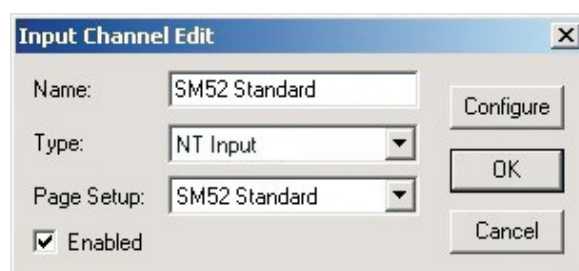 Input Channel Edit
Name: SM52 Standard
Configure
Type: NT Input
OK
Page Setup: SM52 Standard
Enabled
Cancel